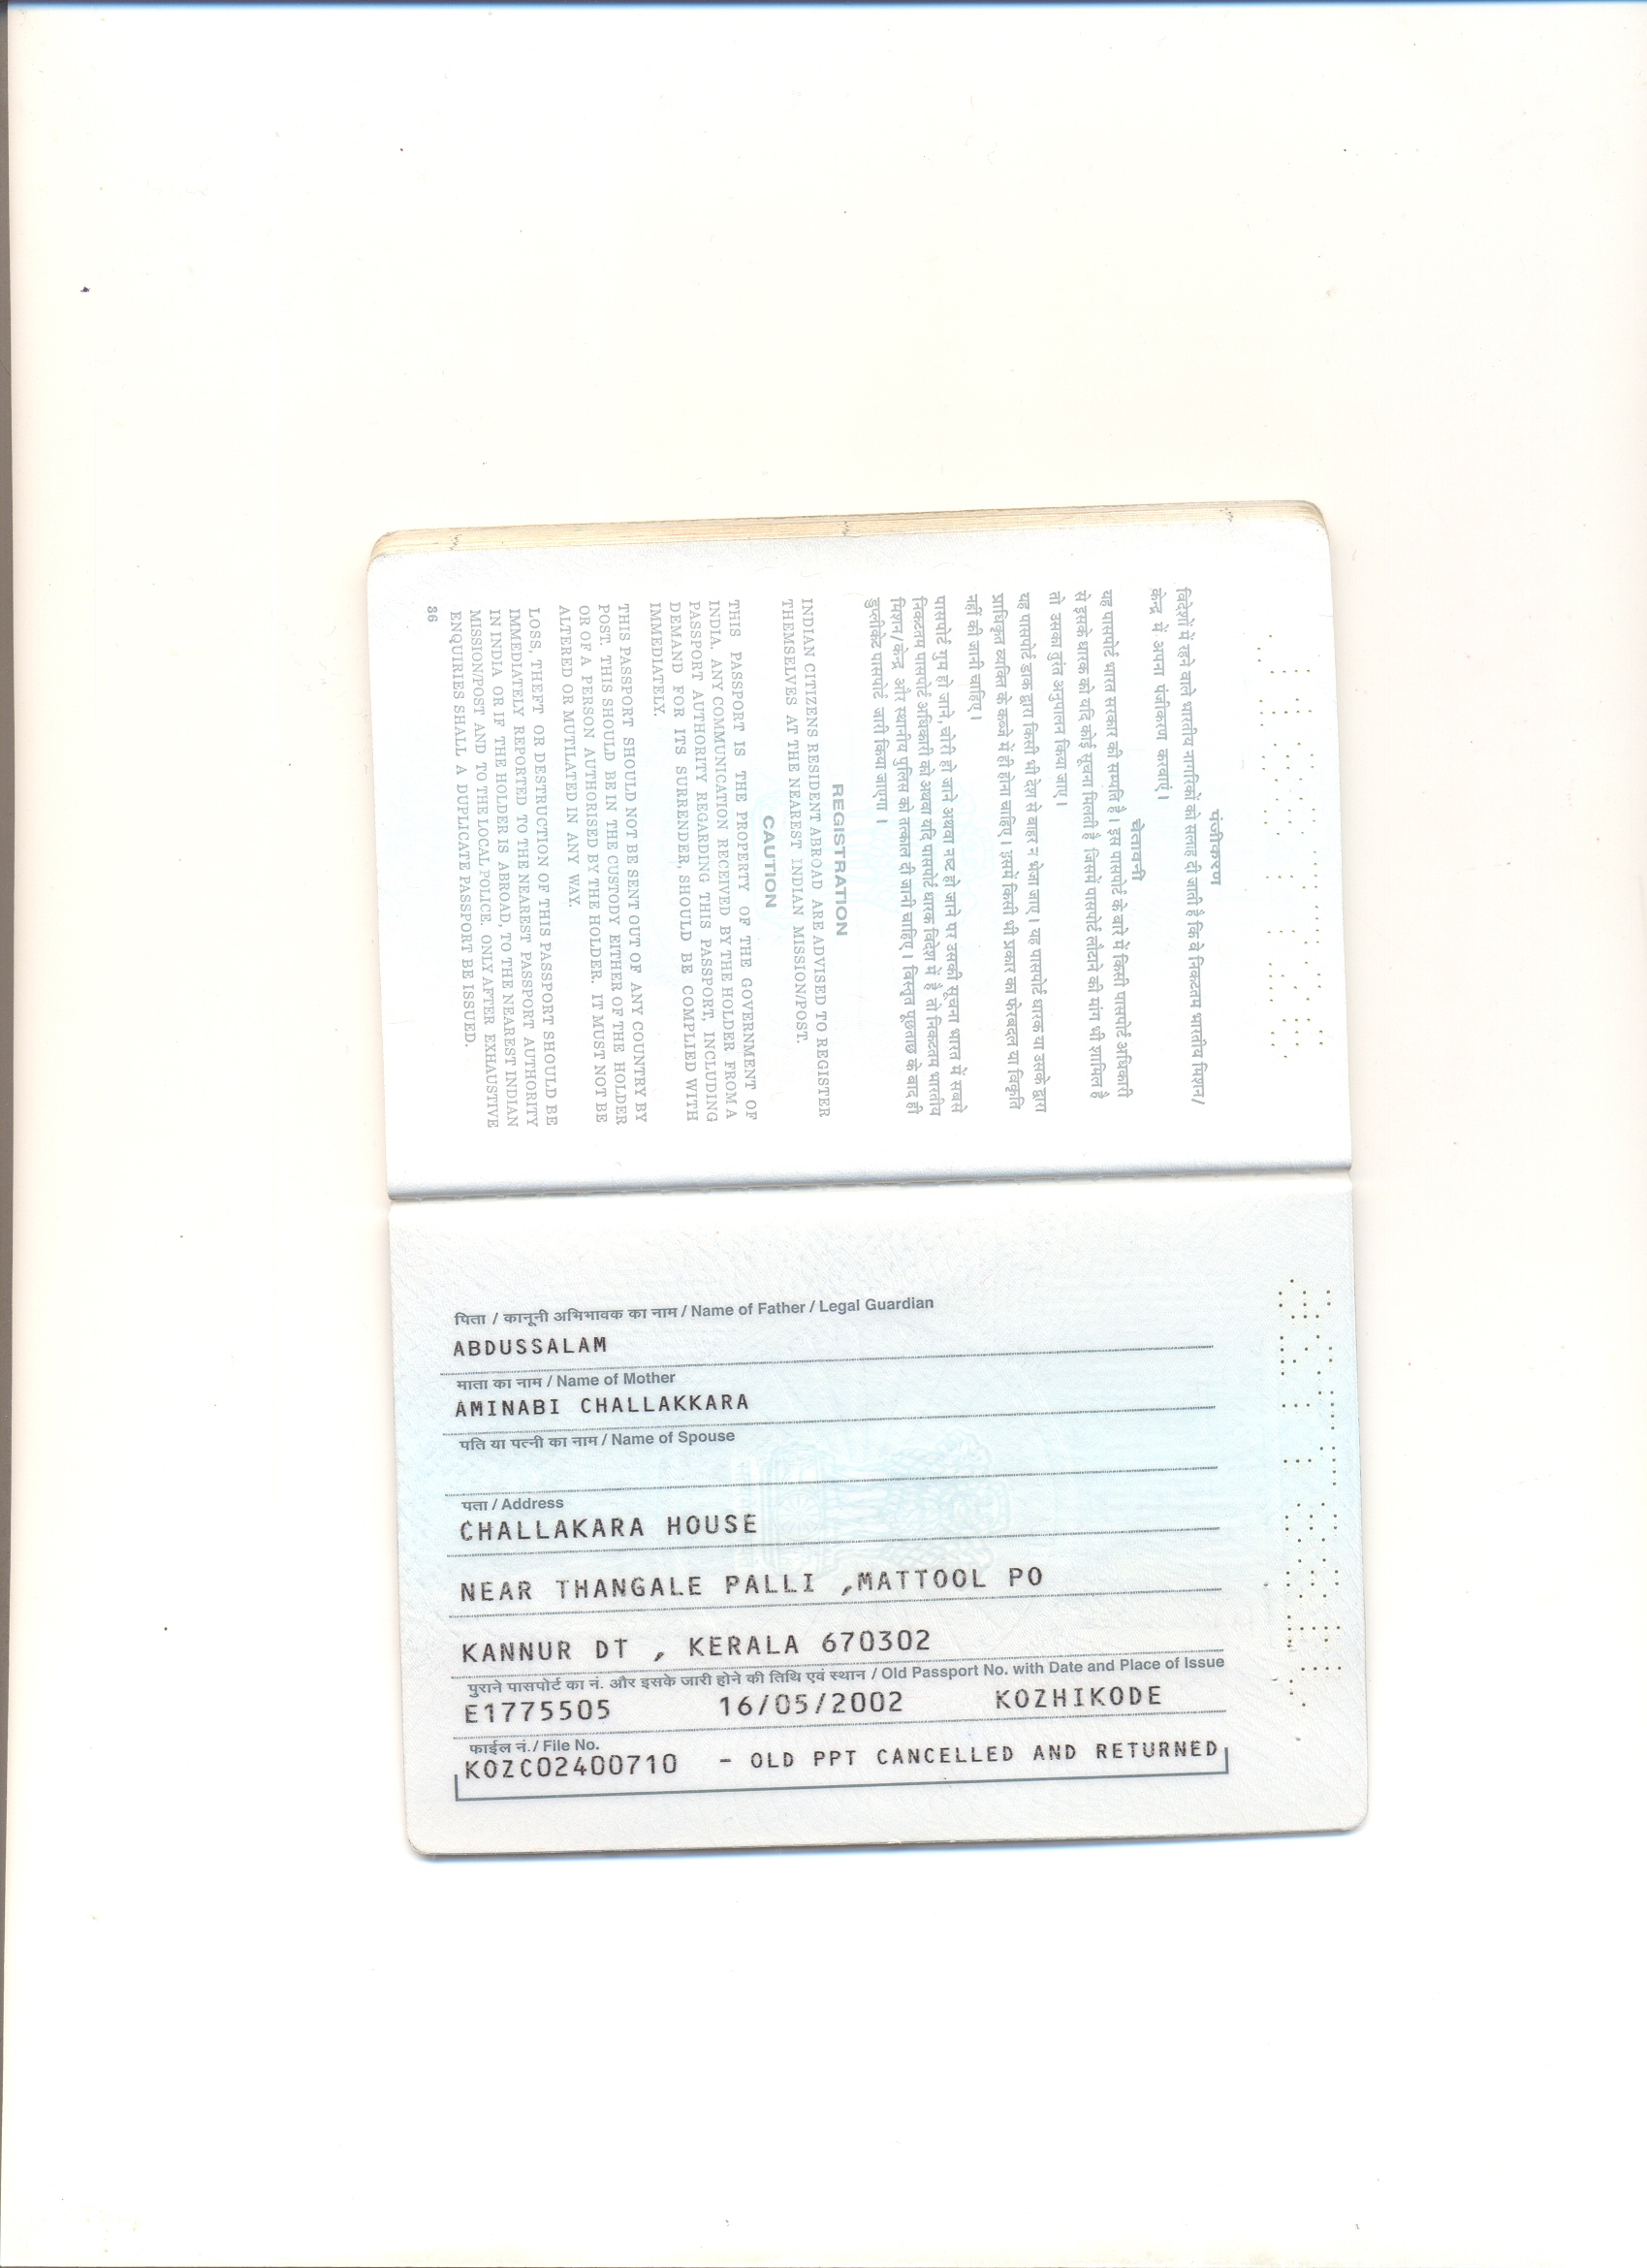 पंजीकरण
विदेशों में रहने वाले भारतीय नागरिकों को सलाह दी जाती है कि वे निकटतम भारतीय मिशन/
केन्द्र में अपना पंजीकरण करवाएं ।
चेतावनी
यह पासपोर्ट भारत सरकार की सम्पत्ति है । इस पासपोर्ट के बारे में किसी पासपोर्ट अधिकारी
से इसके धारक को यदि कोई सूचना मिलती है जिसमें पासपोर्ट लौटाने की मांग भी शामिल है
तो उसका तुरंत अनुपालन किया जाए ।
यह पासपोर्ट डाक द्वारा किसी भी देश से बाहर न भेजा जाए । यह पासपोर्ट धारक या उसके द्वारा
प्राधिकृत व्यक्ति के कब्जे में ही होना चाहिए । इसमें किसी भी प्रकार का फेरबदल या विकृति
नहीं की जानी चाहिए ।
पासपोर्ट गुम हो जाने, चोरी हो जाने अथवा नष्ट हो जाने पर उसकी सूचना भारत में सबसे
निकटतम पासपोर्ट अधिकारी को अथवा यदि पासपोर्ट धारक विदेश में है तो निकटतम भारतीय
मिशन/केन्द्र और स्थानीय पुलिस को तत्काल दी जानी चाहिए । विस्तृत पूछताछ के बाद ही
डुप्लीकेट पासपोर्ट जारी किया जाएगा ।
REGISTRATION
INDIAN CITIZENS RESIDENT ABROAD ARE ADVISED TO REGISTER
THEMSELVES AT THE NEAREST INDIAN MISSION/POST.
CAUTION
THIS PASSPORT IS THE PROPERTY OF THE GOVERNMENT OF
INDIA. ANY COMMUNICATION RECEIVED BY THE HOLDER FROM A
PASSPORT AUTHORITY REGARDING THIS PASSPORT, INCLUDING
DEMAND FOR ITS SURRENDER, SHOULD BE COMPLIED WITH
IMMEDIATELY.
THIS PASSPORT SHOULD NOT BE SENT OUT OF ANY COUNTRY BY
POST. THIS SHOULD BE IN THE CUSTODY EITHER OF THE HOLDER
OR OF A PERSON AUTHORISED BY THE HOLDER. IT MUST NOT BE
ALTERED OR MUTILATED IN ANY WAY.
LOSS, THEFT OR DESTRUCTION OF THIS PASSPORT SHOULD BE
IMMEDIATELY REPORTED TO THE NEAREST PASSPORT AUTHORITY
IN INDIA OR IF THE HOLDER IS ABROAD, TO THE NEAREST INDIAN
MISSION/POST AND TO THE LOCAL POLICE. ONLY AFTER EXHAUSTIVE
ENQUIRIES SHALL A DUPLICATE PASSPORT BE ISSUED.
36
पिता / कानूनी अभिभावक का नाम / Name of Father / Legal Guardian
ABDUSSALAM
माता का नाम / Name of Mother
AMINABI CHALLAKKARA
पति या पत्नी का नाम / Name of Spouse
पता / Address
CHALLAKARA HOUSE
NEAR THANGALE PALLI ,MATTOOL PO
KANNUR DT , KERALA 670302
पुराने पासपोर्ट का नं. और इसके जारी होने की तिथि एवं स्थान / Old Passport No. with Date and Place of Issue
E1775505 16/05/2002 KOZHIKODE
फाईल नं./ File No.
KOZC02400710 - OLD PPT CANCELLED AND RETURNED